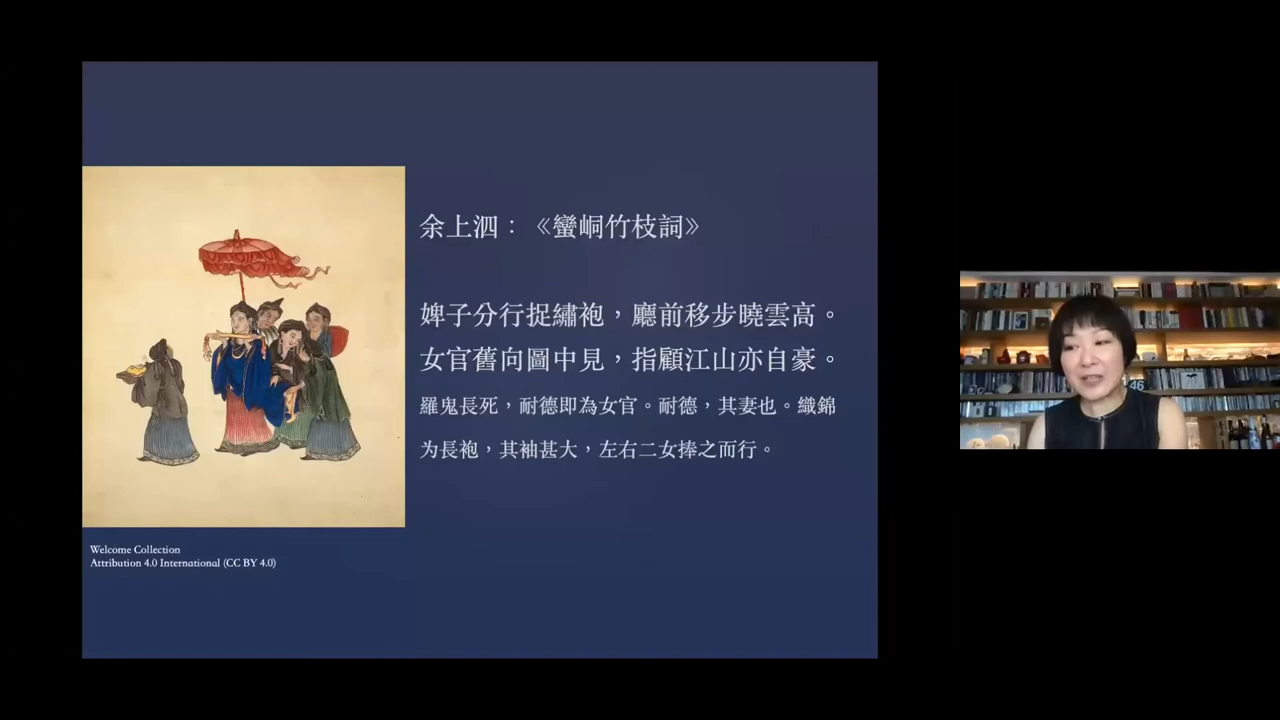 余上泗：《蠻峒竹枝詞》
婢子分行捉繡袍，廳前移步曉雲高。
女官舊向圖中見，指顧江山亦自豪。
羅鬼長死，耐德即為女官。耐德，其妻也。織錦
为長袍，其袖甚大，左右二女捧之而行。
Welcome Collection
Attribution 4.0 International (CC BY 4.0)
46